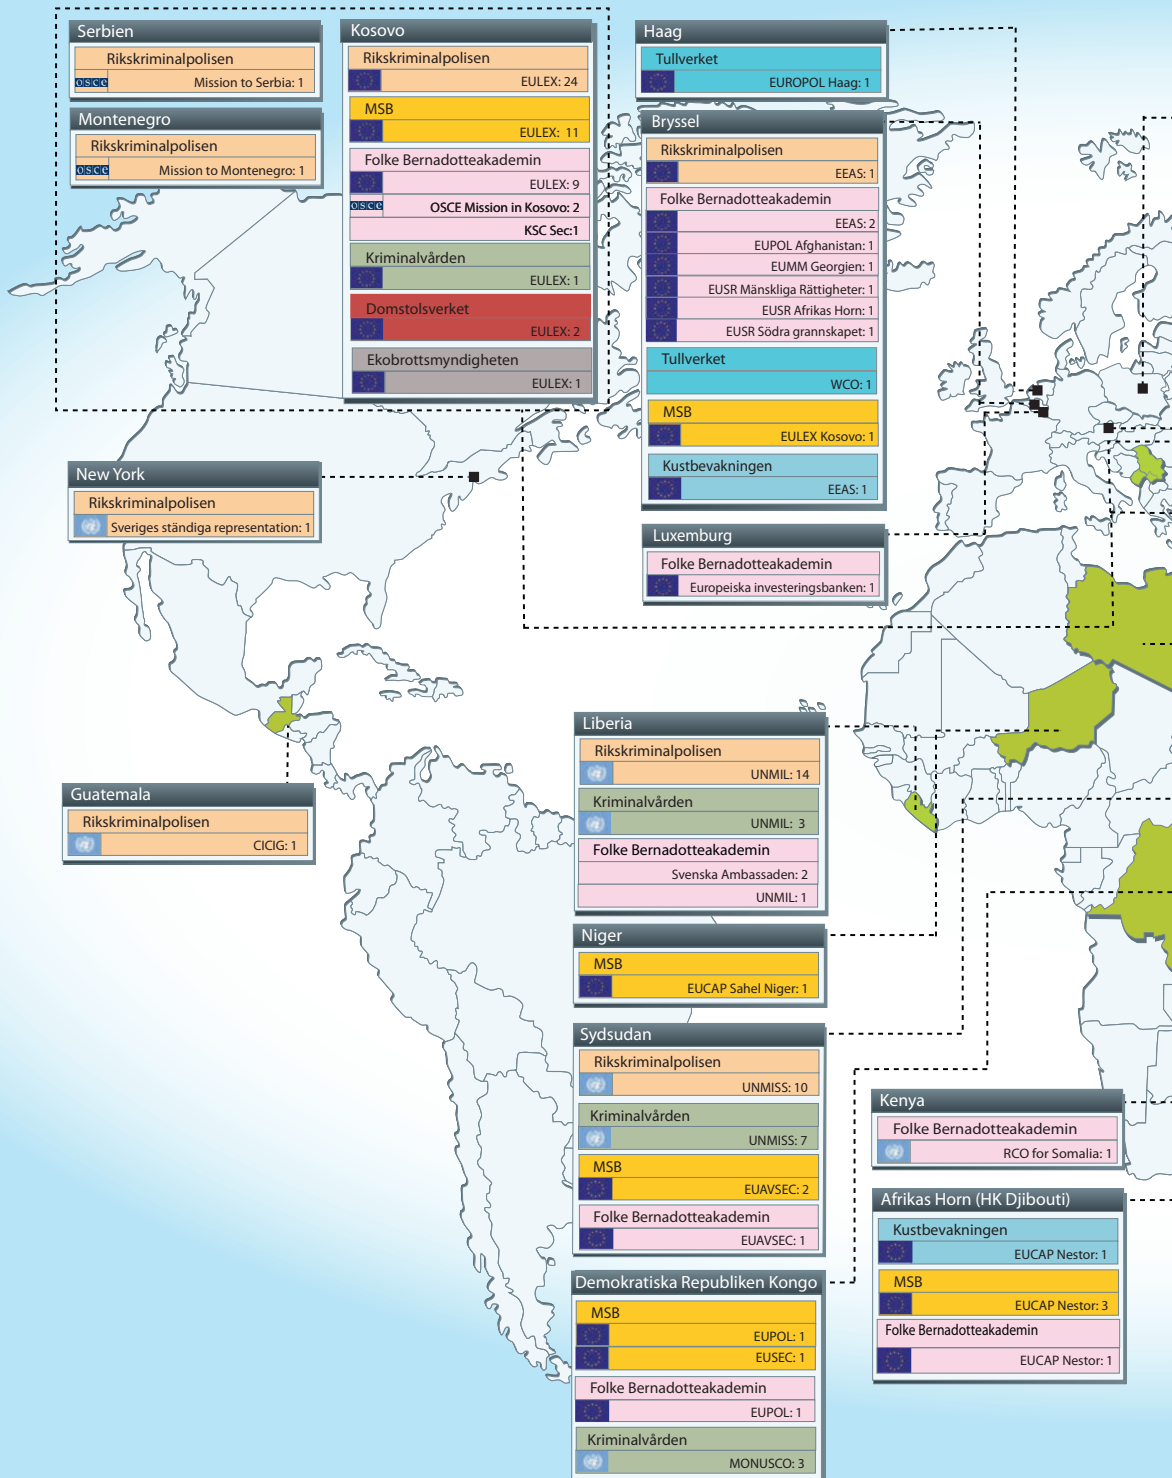 Serbien
Rikskriminalpolisen
osce Mission to Serbia: 1
Montenegro
Rikskriminalpolisen
osce Mission to Montenegro: 1
Kosovo
Rikskriminalpolisen
EULEX: 24
MSB
EULEX: 11
Folke Bernadotteakademin
EULEX: 9
osce OSCE Mission in Kosovo: 2
KSC Sec:1
Kriminalvården
EULEX: 1
Domstolsverket
EULEX: 2
Ekobrottsmyndigheten
EULEX: 1
Haag
Tullverket
EUROPOL Haag: 1
Bryssel
Rikskriminalpolisen
EEAS: 1
Folke Bernadotteakademin
EEAS: 2
EUPOL Afghanistan: 1
EUMM Georgien: 1
EUSR Mänskliga Rättigheter: 1
EUSR Afrikas Horn: 1
EUSR Södra grannskapet: 1
Tullverket
WCO: 1
MSB
EULEX Kosovo: 1
Kustbevakningen
EEAS: 1
New York
Rikskriminalpolisen
Sveriges ständiga representation: 1
Luxemburg
Folke Bernadotteakademin
Europeiska investeringsbanken: 1
Guatemala
Rikskriminalpolisen
CICIG: 1
Liberia
Rikskriminalpolisen
UNMIL: 14
Kriminalvården
UNMIL: 3
Folke Bernadotteakademin
Svenska Ambassaden: 2
UNMIL: 1
Niger
MSB
EUCAP Sahel Niger: 1
Sydsudan
Rikskriminalpolisen
UNMISS: 10
Kriminalvården
UNMISS: 7
MSB
EUAVSEC: 2
Folke Bernadotteakademin
EUAVSEC: 1
Demokratiska Republiken Kongo
MSB
EUPOL: 1
EUSEC: 1
Folke Bernadotteakademin
EUPOL: 1
Kriminalvården
MONUSCO: 3
Kenya
Folke Bernadotteakademin
RCO for Somalia: 1
Afrikas Horn (HK Djibouti)
Kustbevakningen
EUCAP Nestor: 1
MSB
EUCAP Nestor: 3
Folke Bernadotteakademin
EUCAP Nestor: 1